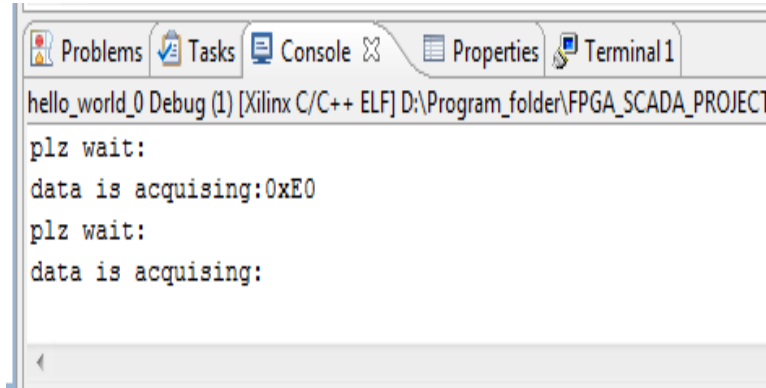 Problems Tasks Console Properties Terminal 1
hello_world_0 Debug (1) [Xilinx C/C++ ELF] D:\Program_folder\FPGA_SCADA_PROJECT
plz wait:
data is acquising:0xE0
plz wait:
data is acquising: